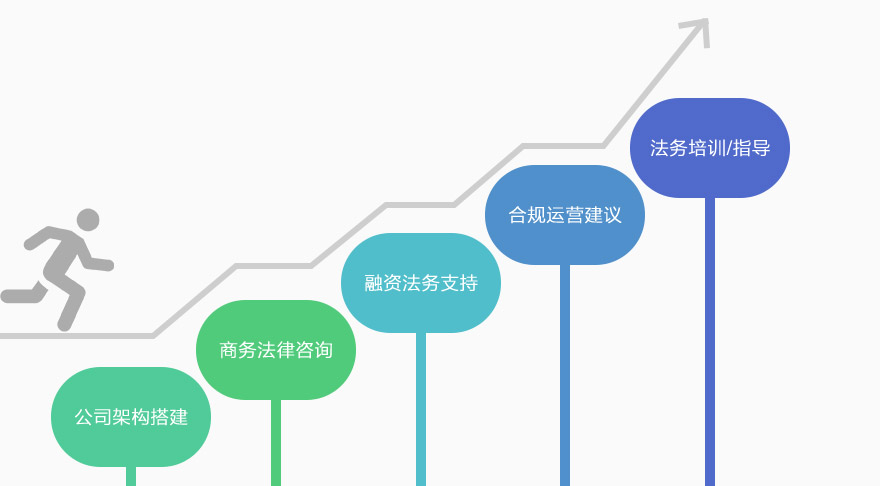 公司架构搭建
商务法律咨询
融资法务支持
合规运营建议
法务培训/指导